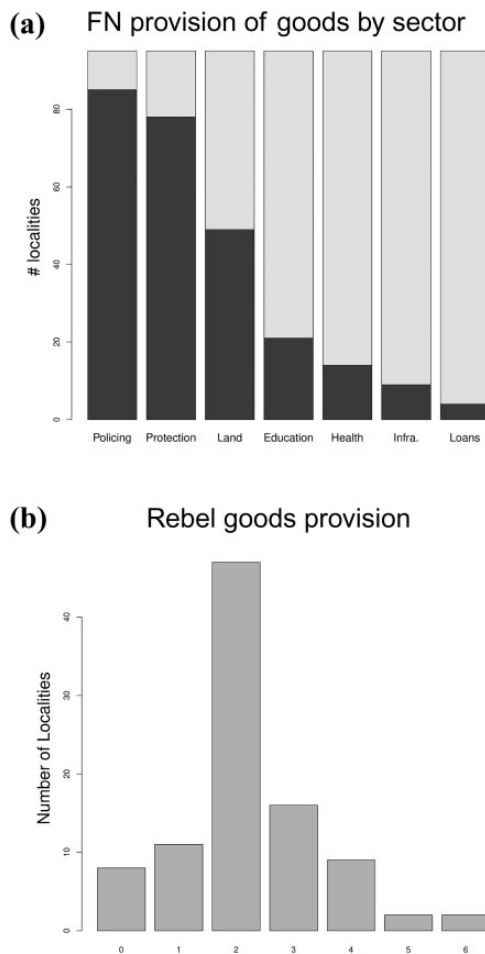 (a) FN provision of goods by sector
# localities
80
60
40
20
0
Policing Protection Land Education Health Infra. Loans
(b) Rebel goods provision
Number of Localities
40
30
20
10
0
0 1 2 3 4 5 6